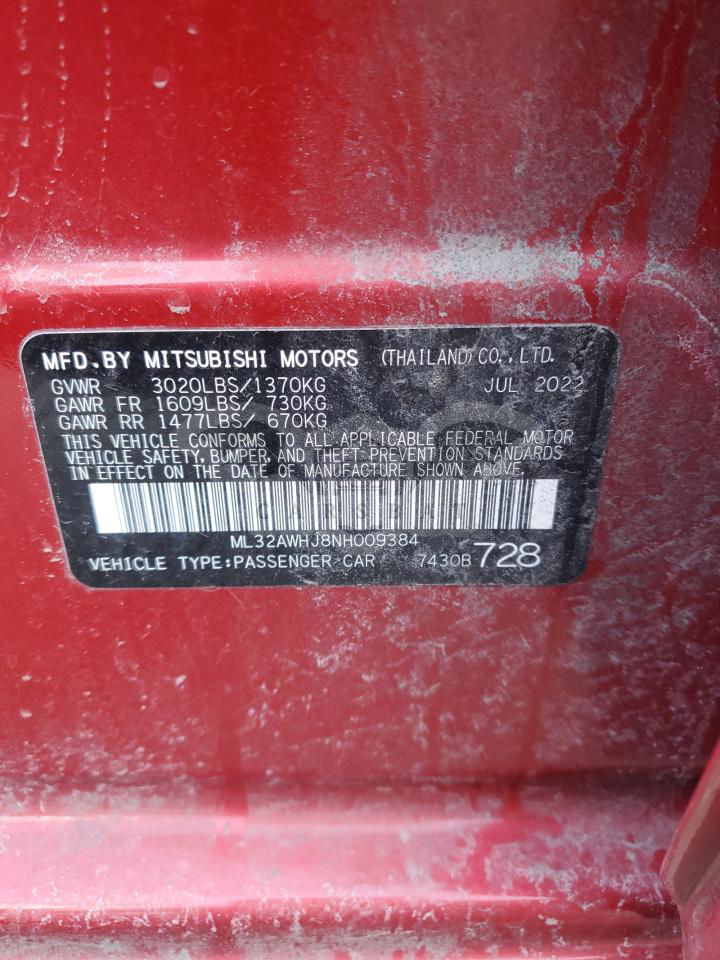 MFD.BY MITSUBISHI MOTORS (THAILAND) CO.,LTD.
GVWR 3020LBS/1370KG JUL 2022
GAWR FR 1609LBS/ 730KG
GAWR RR 1477LBS/ 670KG
THIS VEHICLE CONFORMS TO ALL APPLICABLE FEDERAL MOTOR
VEHICLE SAFETY, BUMPER, AND THEFT PREVENTION STANDARDS
IN EFFECT ON THE DATE OF MANUFACTURE SHOWN ABOVE.
ML32AWHJ8NH009384
VEHICLE TYPE:PASSENGER CAR 7430B 728